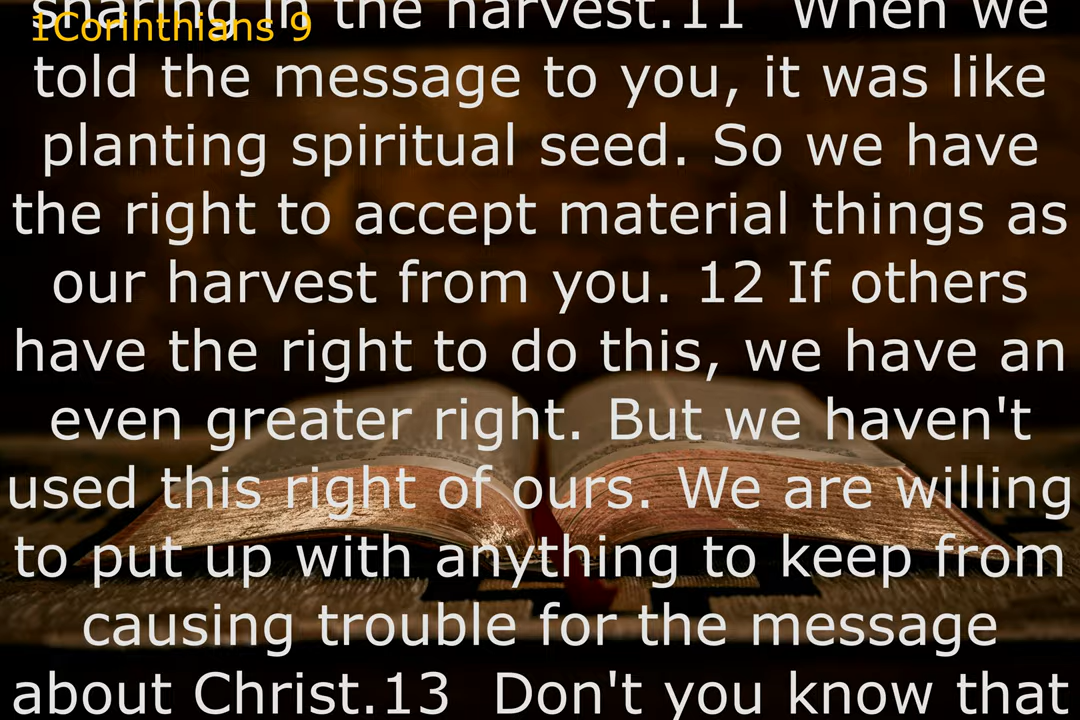 sharing in the harvest.11 When we
1Corinthians 9
told the message to you, it was like
planting spiritual seed. So we have
the right to accept material things as
our harvest from you. 12 If others
have the right to do this, we have an
even greater right. But we haven't
used this right of ours. We are willing
to put up with anything to keep from
causing trouble for the message
about Christ.13 Don't you know that